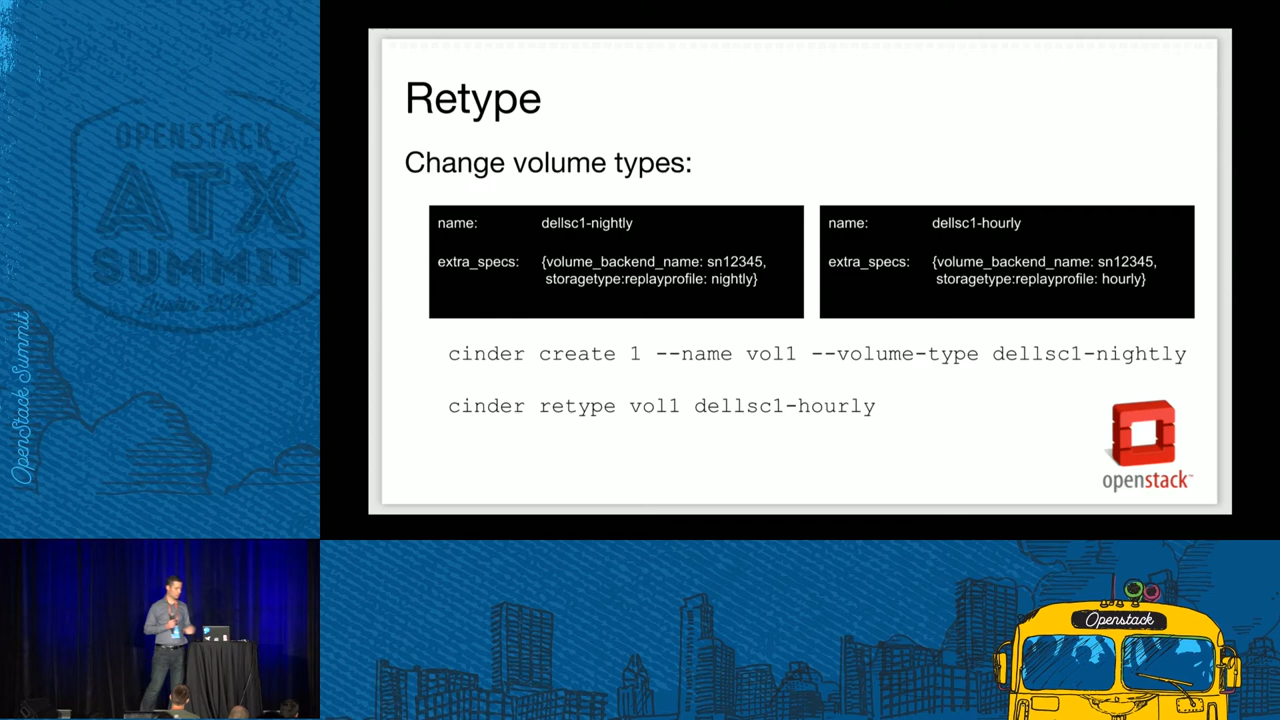 OPENSTACK
ATX
SUMMIT
Austin
OpenStack Summit
Retype
Change volume types:
name: dellsc1-nightly
extra_specs: {volume_backend_name: sn12345,
storagetype:replayprofile: nightly}
name: dellsc1-hourly
extra_specs: {volume_backend_name: sn12345,
storagetype:replayprofile: hourly}
cinder create 1 --name vol1 --volume-type dellsc1-nightly
cinder retype vol1 dellsc1-hourly
openstack™
Openstack